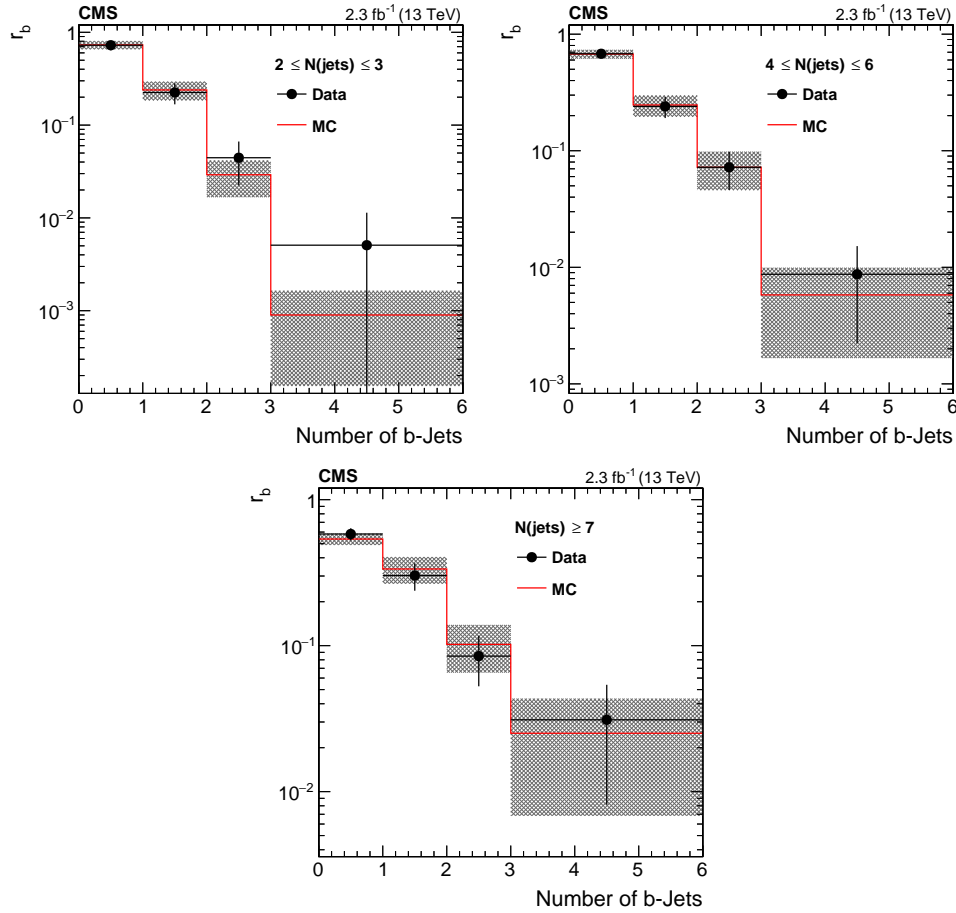 CMS 2.3 fb⁻¹ (13 TeV)
r_b
1
10⁻¹
10⁻²
10⁻³
2 ≤ N(jets) ≤ 3
Data
MC
0 1 2 3 4 5 6
Number of b-Jets
CMS 2.3 fb⁻¹ (13 TeV)
r_b
1
10⁻¹
10⁻²
10⁻³
4 ≤ N(jets) ≤ 6
Data
MC
0 1 2 3 4 5 6
Number of b-Jets
CMS 2.3 fb⁻¹ (13 TeV)
r_b
1
10⁻¹
10⁻²
N(jets) ≥ 7
Data
MC
0 1 2 3 4 5 6
Number of b-Jets